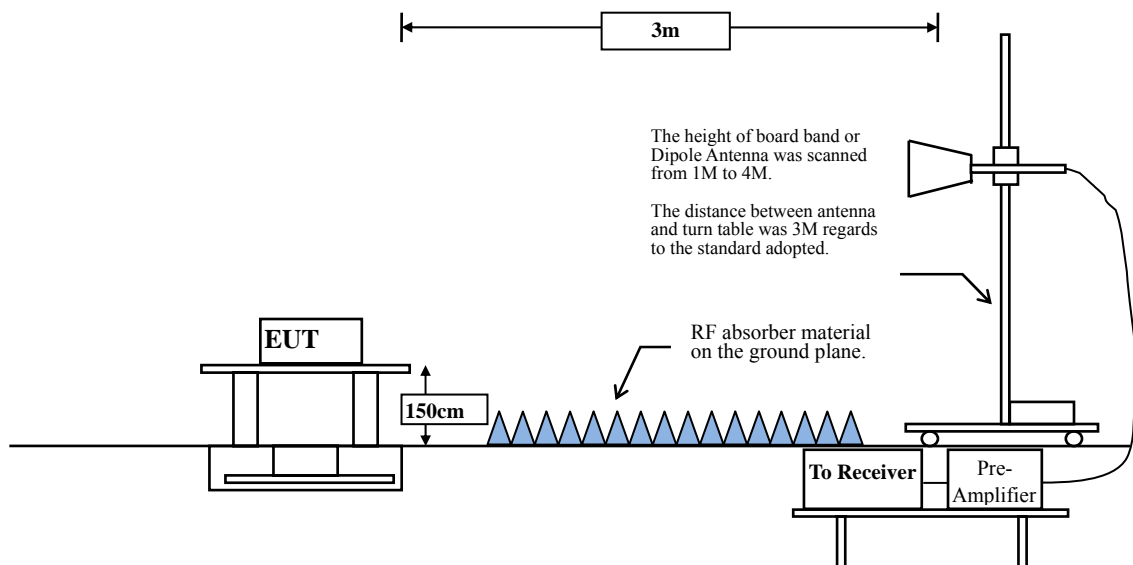 3m
The height of board band or
Dipole Antenna was scanned
from 1M to 4M.
The distance between antenna
and turn table was 3M regards
to the standard adopted.
EUT
RF absorber material
on the ground plane.
150cm
To Receiver
Pre-
Amplifier